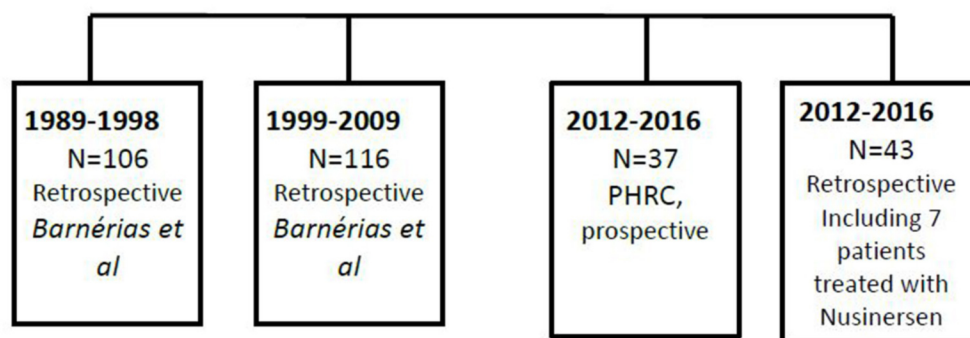 1989-1998
N=106
Retrospective
Barnérias et
al
1999-2009
N=116
Retrospective
Barnérias et
al
2012-2016
N=37
PHRC,
prospective
2012-2016
N=43
Retrospective
Including 7
patients
treated with
Nusinersen